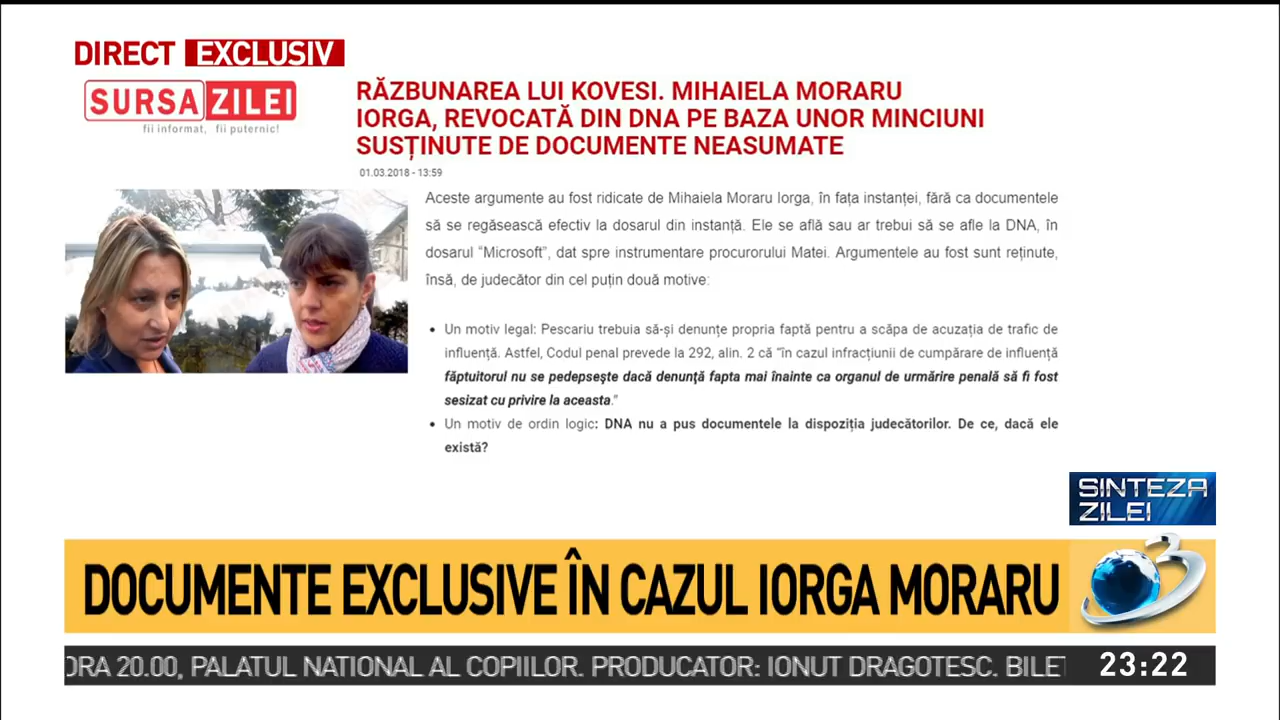 DIRECT EXCLUSIV
SURSA ZILEI
fii informat, fii puternic!
RĂZBUNAREA LUI KOVESI. MIHAIELA MORARU
IORGA, REVOCATĂ DIN DNA PE BAZA UNOR MINCIUNI
SUSȚINUTE DE DOCUMENTE NEASUMATE
01.03.2018 - 13:59
Aceste argumente au fost ridicate de Mihaiela Moraru Iorga, în fața instanței, fără ca documentele
să se regăsească efectiv la dosarul din instanță. Ele se află sau ar trebui să se afle la DNA, în
dosarul “Microsoft”, dat spre instrumentare procurorului Matei. Argumentele au fost sunt reținute,
însă, de judecător din cel puțin două motive:
• Un motiv legal: Pescariu trebuia să-și denunțe propria faptă pentru a scăpa de acuzația de trafic de
influență. Astfel, Codul penal prevede la 292, alin. 2 că “în cazul infracțiunii de cumpărare de influență
făptuitorul nu se pedepseşte dacă denunţă fapta mai înainte ca organul de urmărire penală să fi fost
sesizat cu privire la aceasta.”
• Un motiv de ordin logic: DNA nu a pus documentele la dispoziția judecătorilor. De ce, dacă ele
există?
SINTEZA
ZILEI
DOCUMENTE EXCLUSIVE ÎN CAZUL IORGA MORARU
3
ORA 20.00, PALATUL NATIONAL AL COPIILOR. PRODUCATOR: IONUT DRAGOTESC. BILET
23:22